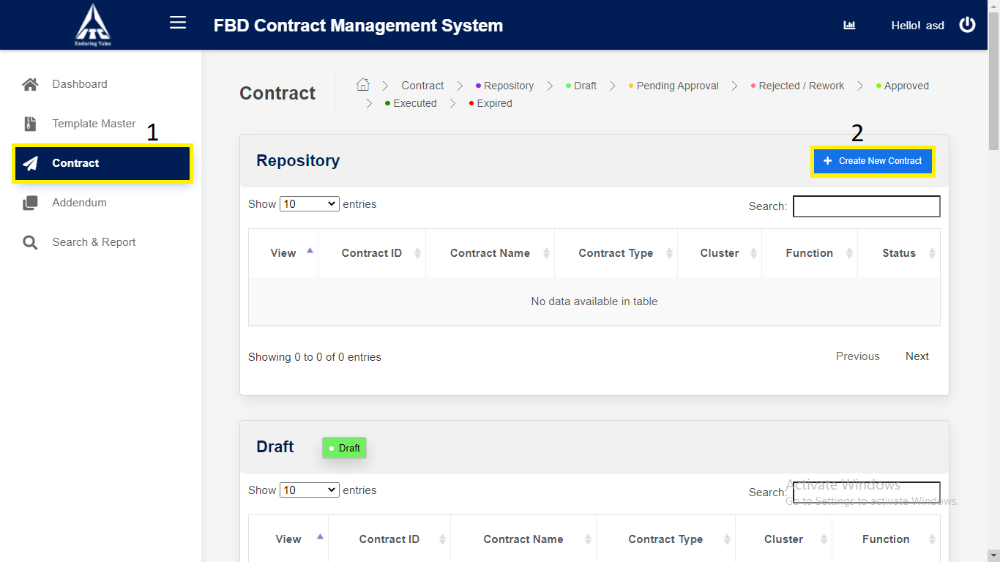 ITC
Enduring Value
FBD Contract Management System
Hello! asd
Dashboard
Template Master
1
Contract
Addendum
Search & Report
Contract
Contract Repository Draft Pending Approval Rejected / Rework Approved
Executed Expired
2
Repository
+ Create New Contract
Show 10 entries
Search:
View Contract ID Contract Name Contract Type Cluster Function Status
No data available in table
Showing 0 to 0 of 0 entries
Previous Next
Draft
Draft
Show 10 entries
Search:
Activate Windows
Go to Settings to activate Windows.
View Contract ID Contract Name Contract Type Cluster Function